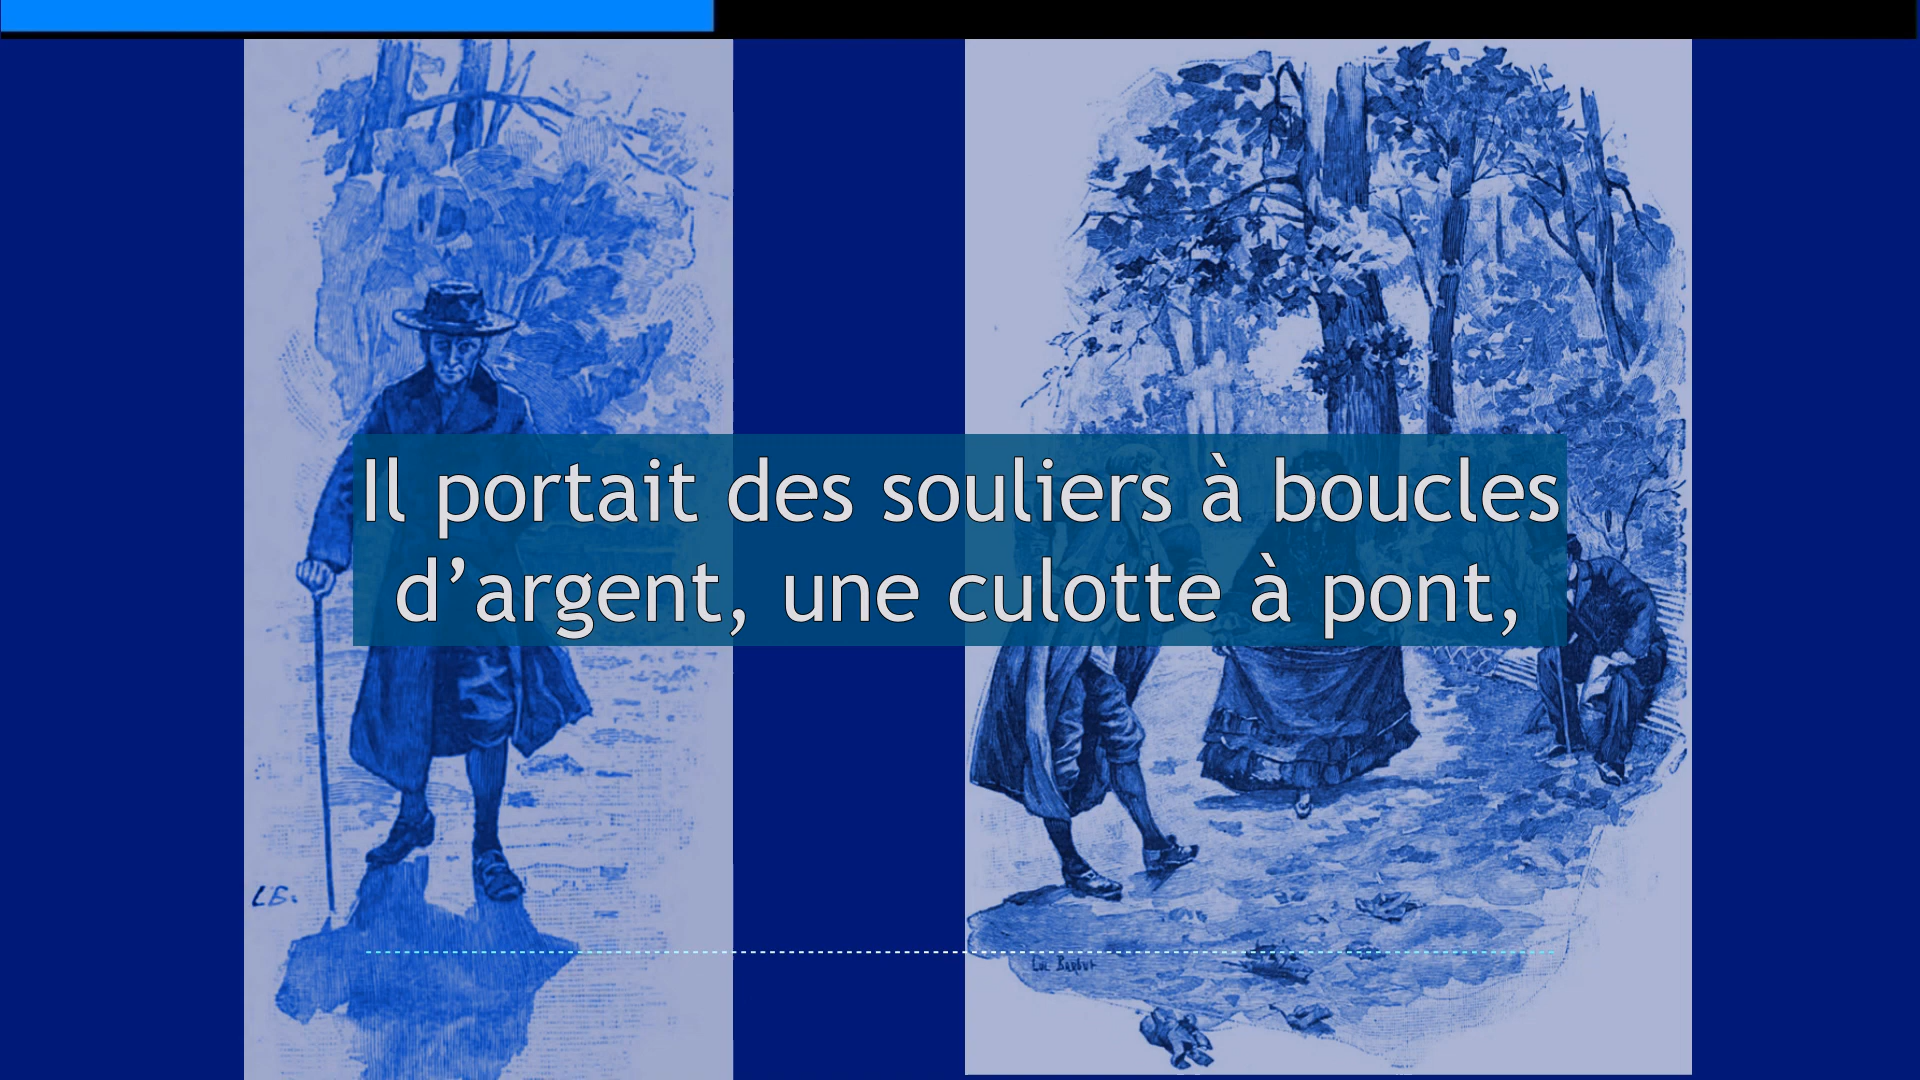 Il portait des souliers à boucles
d’argent, une culotte à pont,
L.B.